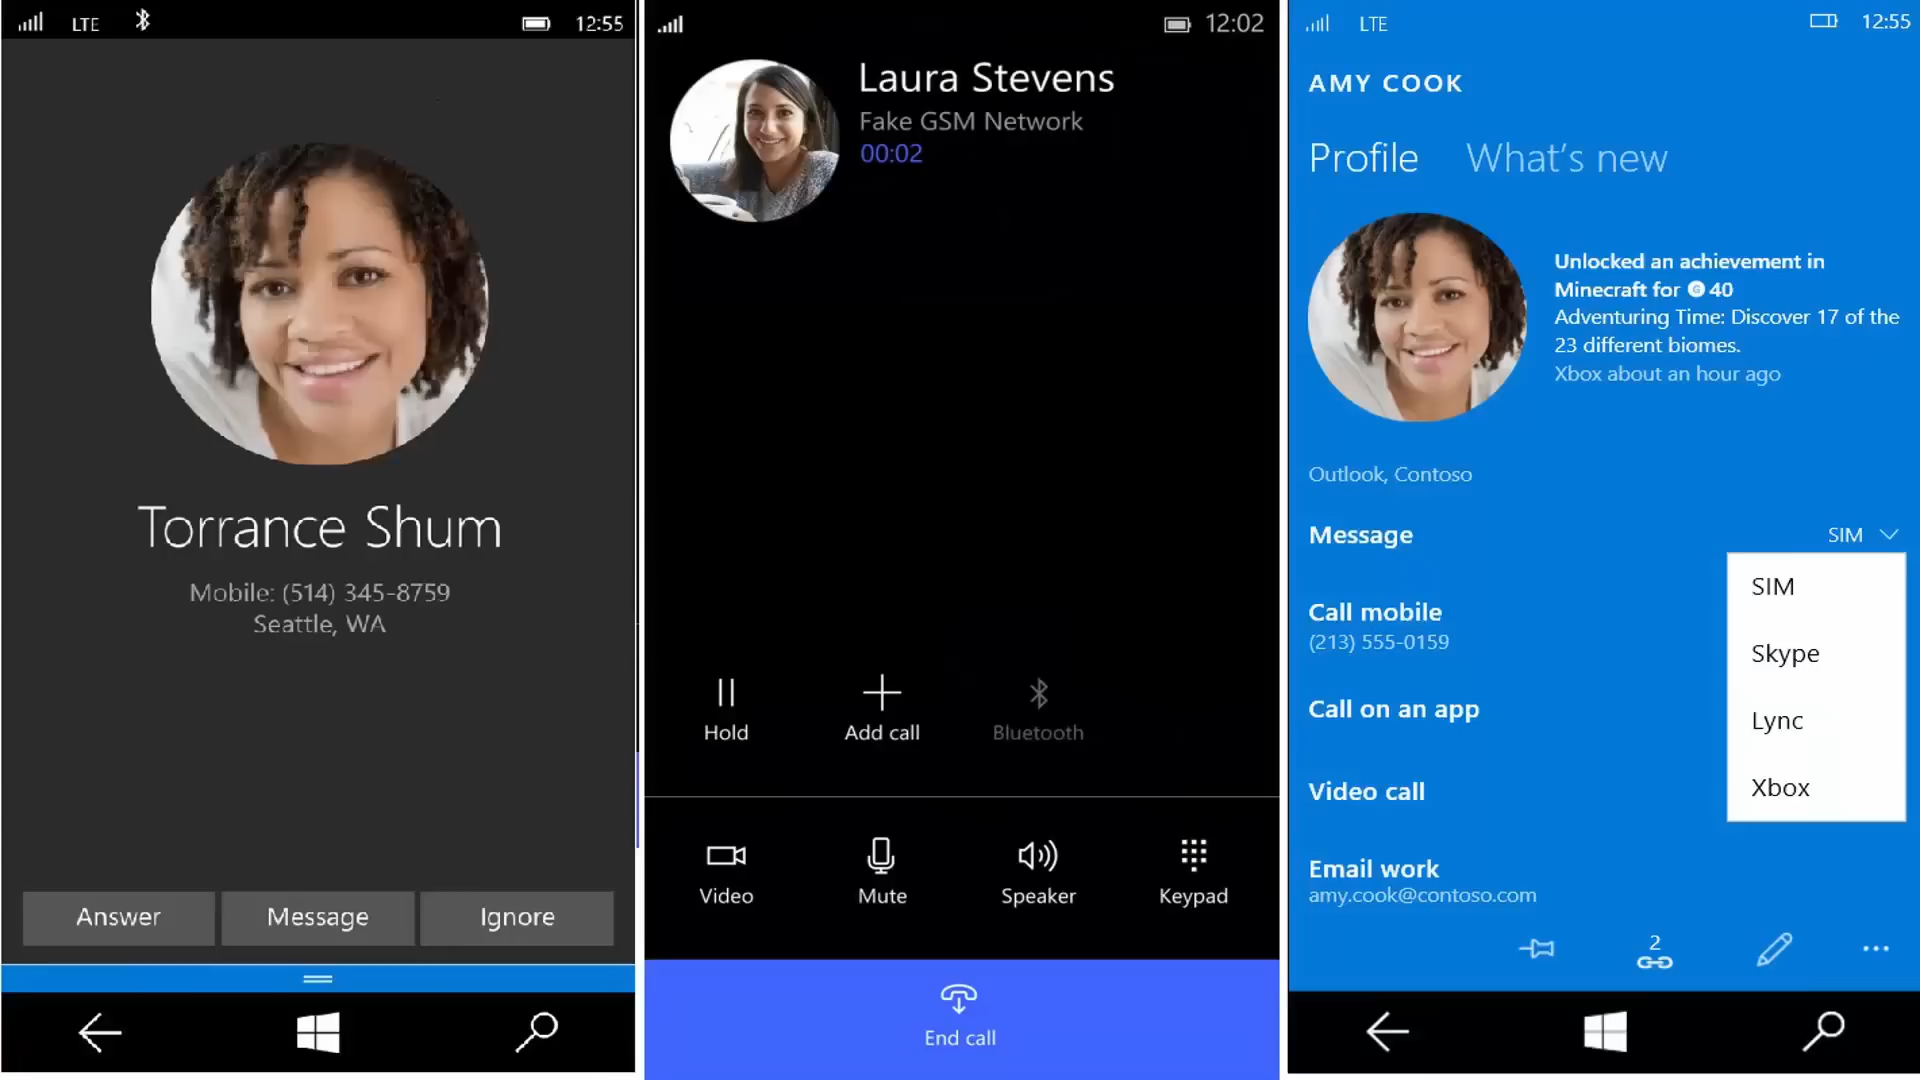 LTE
12:55
Torrance Shum
Mobile: (514) 345-8759
Seattle, WA
Answer
Message
Ignore
12:02
Laura Stevens
Fake GSM Network
00:02
Hold
Add call
Bluetooth
Video
Mute
Speaker
Keypad
End call
LTE
12:55
AMY COOK
Profile What's new
Unlocked an achievement in
Minecraft for G 40
Adventuring Time: Discover 17 of the
23 different biomes.
Xbox about an hour ago
Outlook, Contoso
Message
SIM
SIM
Skype
Lync
Xbox
Call mobile
(213) 555-0159
Call on an app
Video call
Email work
amy.cook@contoso.com
2